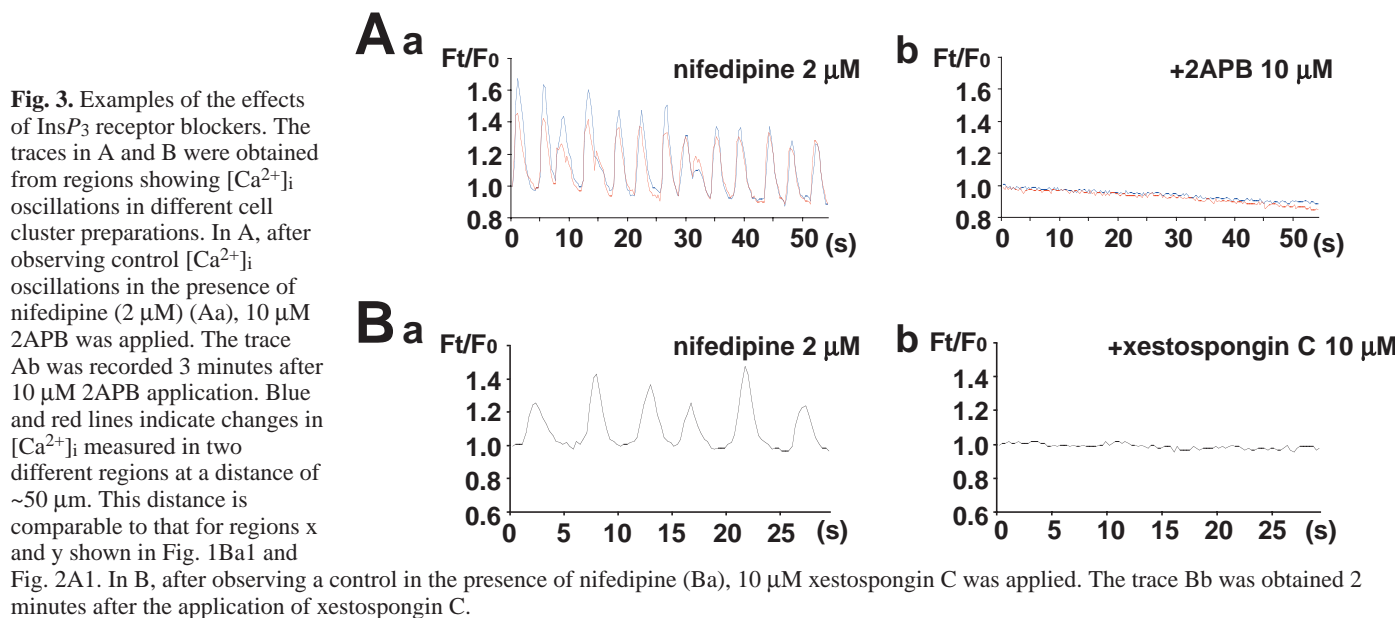 A a
Ft/F0
nifedipine 2 μM
1.6
1.4
1.2
1.0
0.8
0 10 20 30 40 50 (s)
b
Ft/F0
+2APB 10 μM
1.6
1.4
1.2
1.0
0.8
0 10 20 30 40 50 (s)
B a
Ft/F0
nifedipine 2 μM
1.4
1.2
1.0
0.8
0.6
0 5 10 15 20 25 (s)
b
Ft/F0
+xestospongin C 10 μM
1.4
1.2
1.0
0.8
0.6
0 5 10 15 20 25 (s)
Fig. 3. Examples of the effects
of InsP3 receptor blockers. The
traces in A and B were obtained
from regions showing [Ca2+]i
oscillations in different cell
cluster preparations. In A, after
observing control [Ca2+]i
oscillations in the presence of
nifedipine (2 μM) (Aa), 10 μM
2APB was applied. The trace
Ab was recorded 3 minutes after
10 μM 2APB application. Blue
and red lines indicate changes in
[Ca2+]i measured in two
different regions at a distance of
~50 μm. This distance is
comparable to that for regions x
and y shown in Fig. 1Ba1 and
Fig. 2A1. In B, after observing a control in the presence of nifedipine (Ba), 10 μM xestospongin C was applied. The trace Bb was obtained 2
minutes after the application of xestospongin C.